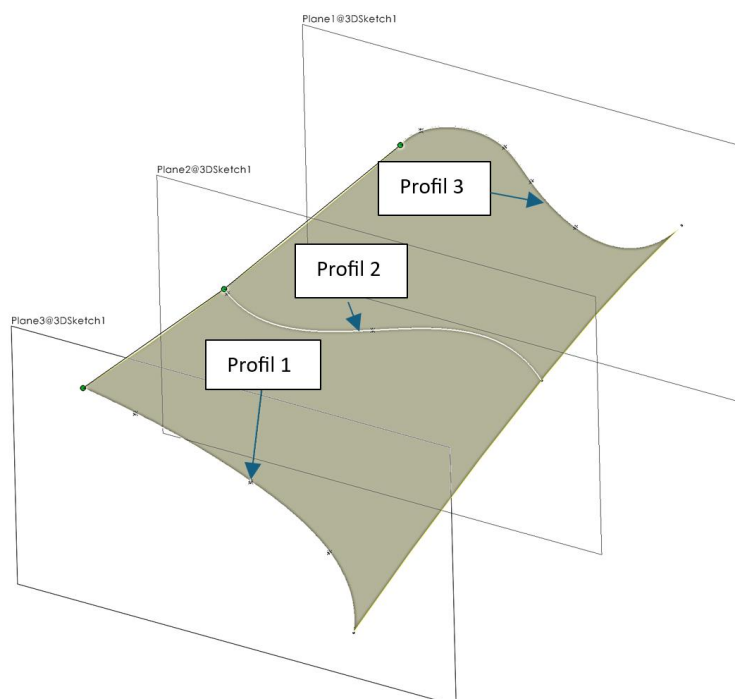 Plane1@3DSketch1
Plane2@3DSketch1
Profil 3
Profil 2
Plane3@3DSketch1
Profil 1